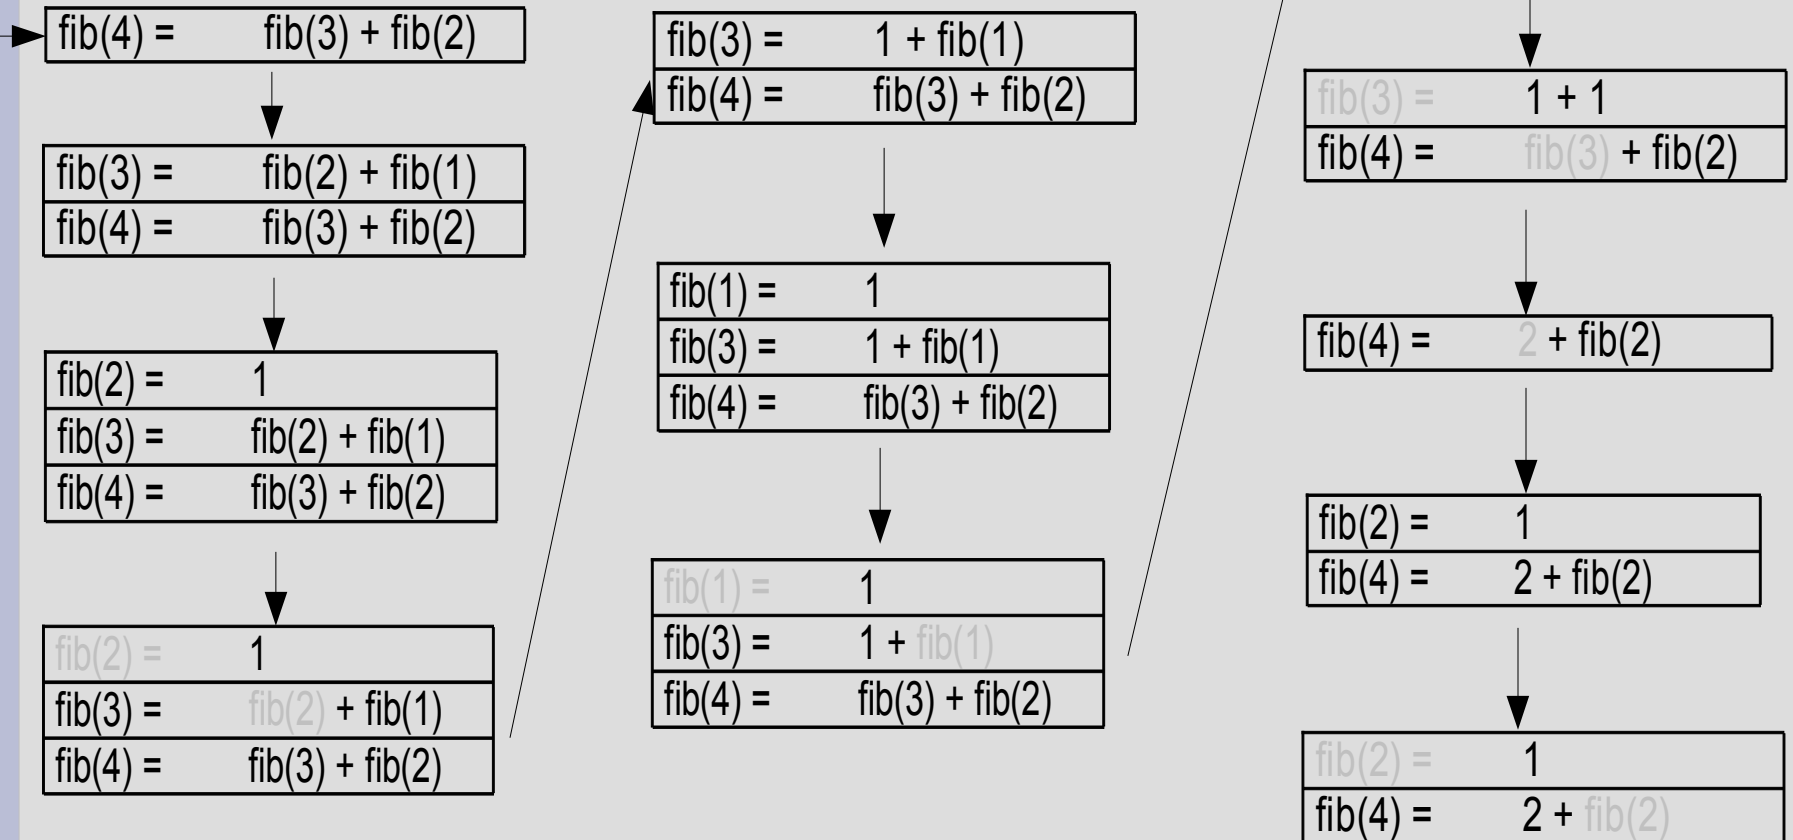 fib(4) = fib(3) + fib(2)
fib(3) = fib(2) + fib(1)
fib(4) = fib(3) + fib(2)
fib(2) = 1
fib(3) = fib(2) + fib(1)
fib(4) = fib(3) + fib(2)
fib(2) = 1
fib(3) = fib(2) + fib(1)
fib(4) = fib(3) + fib(2)
fib(3) = 1 + fib(1)
fib(4) = fib(3) + fib(2)
fib(1) = 1
fib(3) = 1 + fib(1)
fib(4) = fib(3) + fib(2)
fib(1) = 1
fib(3) = 1 + fib(1)
fib(4) = fib(3) + fib(2)
fib(3) = 1 + 1
fib(4) = fib(3) + fib(2)
fib(4) = 2 + fib(2)
fib(2) = 1
fib(4) = 2 + fib(2)
fib(2) = 1
fib(4) = 2 + fib(2)